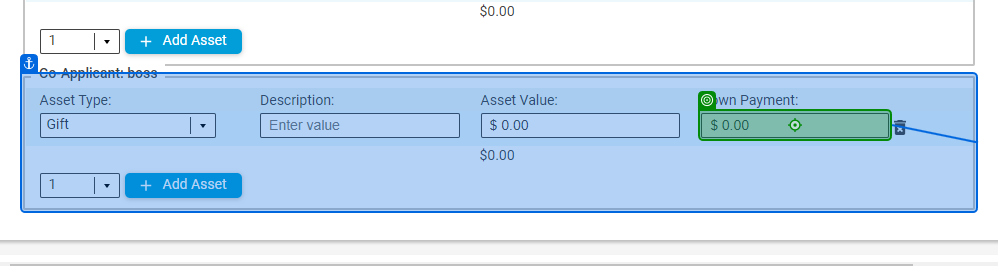 $0.00
1 + Add Asset
Co-Applicant: boss
Asset Type: Description: Asset Value: own Payment:
Gift Enter value $ 0.00 $ 0.00
$0.00
1 + Add Asset